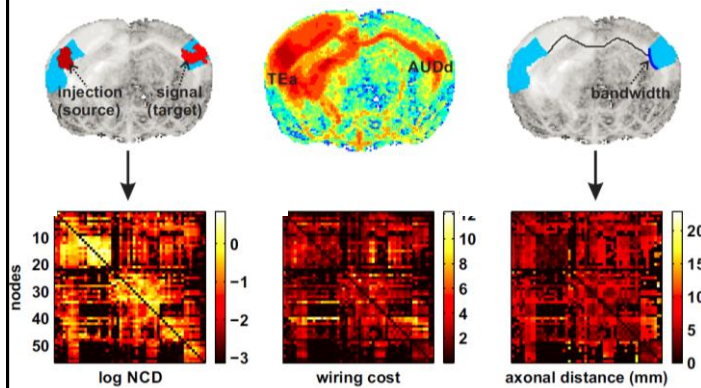 injection
(source)
signal
(target)
TEa
AUDd
bandwidth
nodes
10
20
30
40
50
0
−1
−2
−3
log NCD
10
8
6
4
2
wiring cost
20
15
10
5
0
axonal distance (mm)